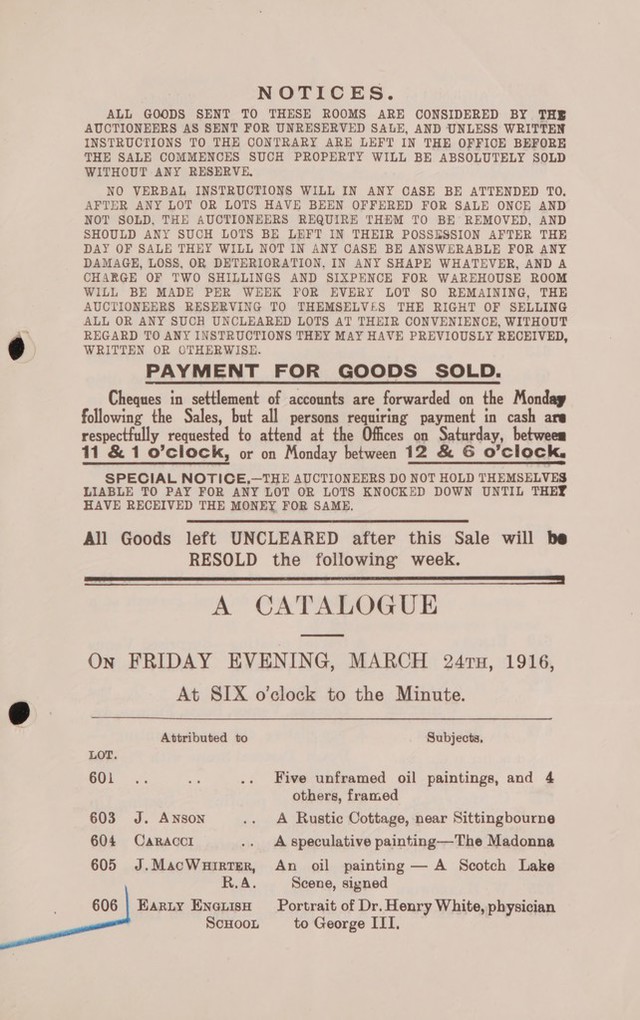 NOTICES.
ALL GOODS SENT TO THESE ROOMS ARE CONSIDERED BY THE
AUCTIONEERS AS SENT FOR UNRESERVED SALE, AND UNLESS WRITTEN
INSTRUCTIONS TO THE CONTRARY ARE LEFT IN THE OFFICE BEFORE
THE SALE COMMENCES SUCH PROPERTY WILL BE ABSOLUTELY SOLD
WITHOUT ANY RESERVE.
NO VERBAL INSTRUCTIONS WILL IN ANY CASE BE ATTENDED TO.
AFTER ANY LOT OR LOTS HAVE BEEN OFFERED FOR SALE ONCE AND
NOT SOLD, THE AUCTIONEERS REQUIRE THEM TO BE REMOVED, AND
SHOULD ANY SUCH LOTS BE LEFT IN THEIR POSSESSION AFTER THE
DAY OF SALE THEY WILL NOT IN ANY CASE BE ANSWERABLE FOR ANY
DAMAGE, LOSS, OR DETERIORATION, IN ANY SHAPE WHATEVER, AND A
CHARGE OF TWO SHILLINGS AND SIXPENCE FOR WAREHOUSE ROOM
WILL BE MADE PER WEEK FOR EVERY LOT SO REMAINING, THE
AUCTIONEERS RESERVING TO THEMSELVES THE RIGHT OF SELLING
ALL OR ANY SUCH UNCLEARED LOTS AT THEIR CONVENIENCE, WITHOUT
REGARD TO ANY INSTRUCTIONS THEY MAY HAVE PREVIOUSLY RECEIVED,
WRITTEN OR OTHERWISE.
PAYMENT FOR GOODS SOLD.
Cheques in settlement of accounts are forwarded on the Monday
following the Sales, but all persons requiring payment in cash are
respectfully requested to attend at the Offices on Saturday, between
11 & 1 o'clock, or on Monday between 12 & 6 o'clock.
SPECIAL NOTICE.—THE AUCTIONEERS DO NOT HOLD THEMSELVES
LIABLE TO PAY FOR ANY LOT OR LOTS KNOCKED DOWN UNTIL THEY
HAVE RECEIVED THE MONEY FOR SAME.
All Goods left UNCLEARED after this Sale will be
RESOLD the following week.
A CATALOGUE
ON FRIDAY EVENING, MARCH 24TH, 1916,
At SIX o'clock to the Minute.
Attributed to Subjects.
LOT.
601 .. .. .. Five unframed oil paintings, and 4
others, framed
603 J. ANSON .. A Rustic Cottage, near Sittingbourne
604 CARACCI .. A speculative painting—The Madonna
605 J. MACWHIRTER, An oil painting — A Scotch Lake
R.A. Scene, signed
606 EARLY ENGLISH Portrait of Dr. Henry White, physician
SCHOOL to George III.